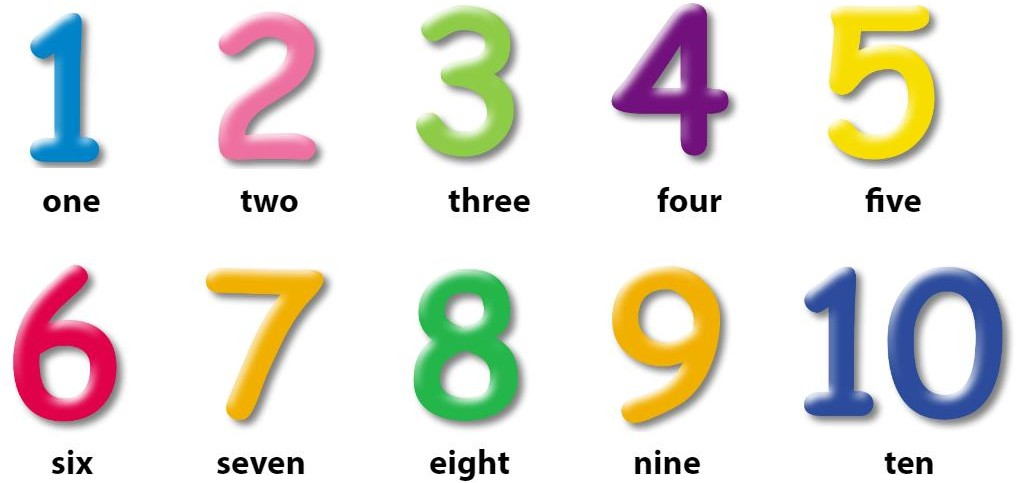 1 2 3 4 5
one two three four five
6 7 8 9 10
six seven eight nine ten